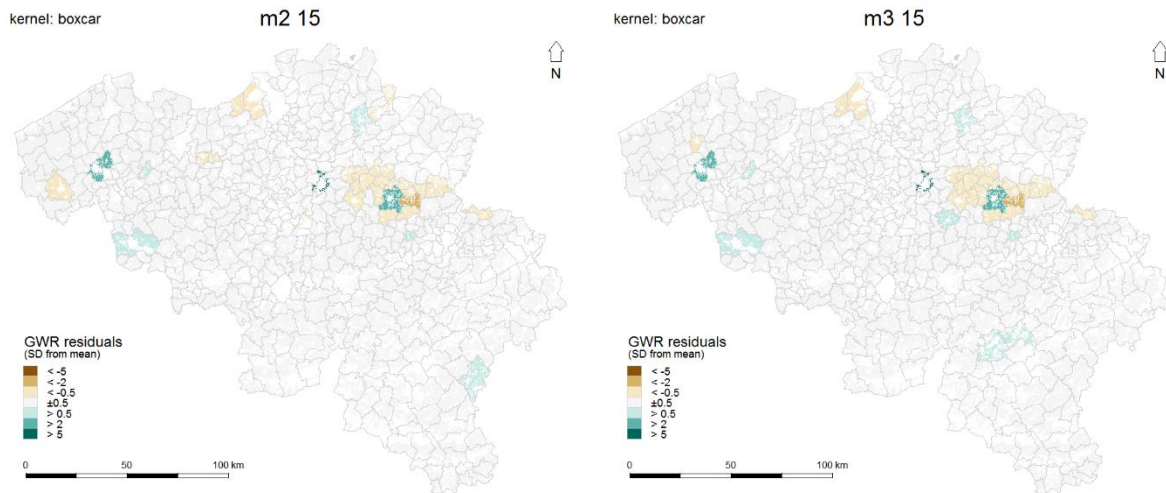 kernel: boxcar
m2 15
N
GWR residuals
(SD from mean)
< -5
< -2
< -0.5
±0.5
> 0.5
> 2
> 5
0 50 100 km
kernel: boxcar
m3 15
N
GWR residuals
(SD from mean)
< -5
< -2
< -0.5
±0.5
> 0.5
> 2
> 5
0 50 100 km